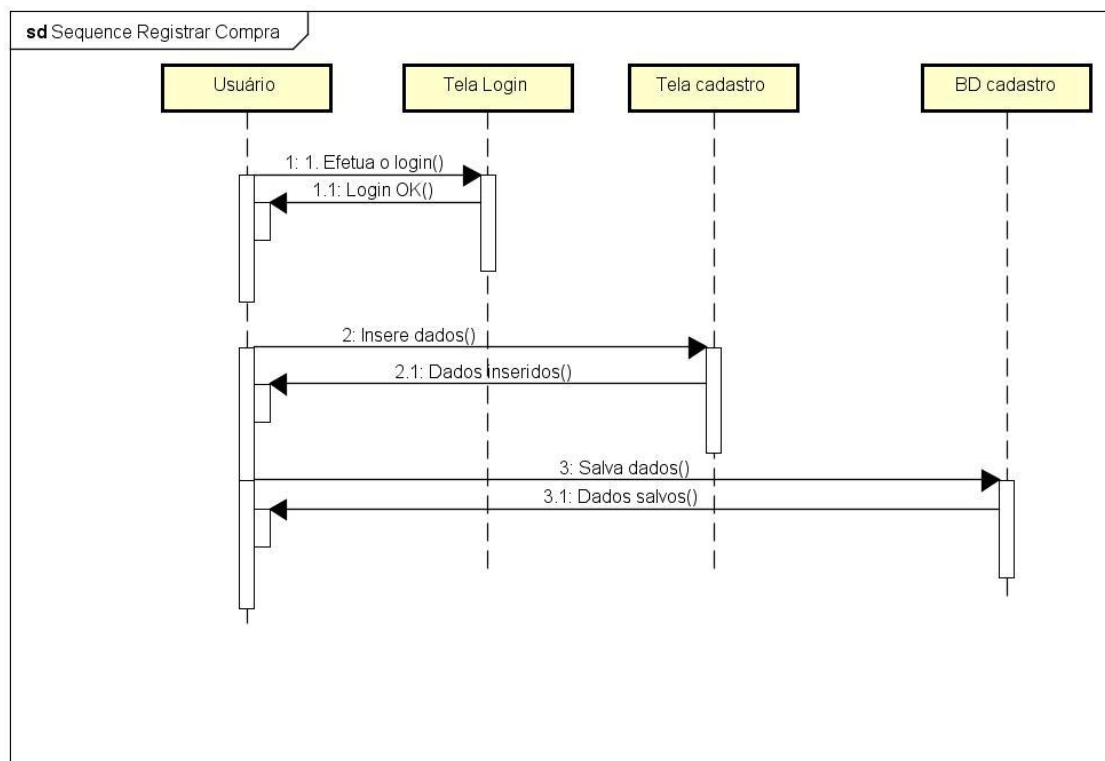 sd Sequence Registrar Compra
Usuário
Tela Login
Tela cadastro
BD cadastro
1: 1. Efetua o login()
1.1: Login OK()
2: Insere dados()
2.1: Dados inseridos()
3: Salva dados()
3.1: Dados salvos()